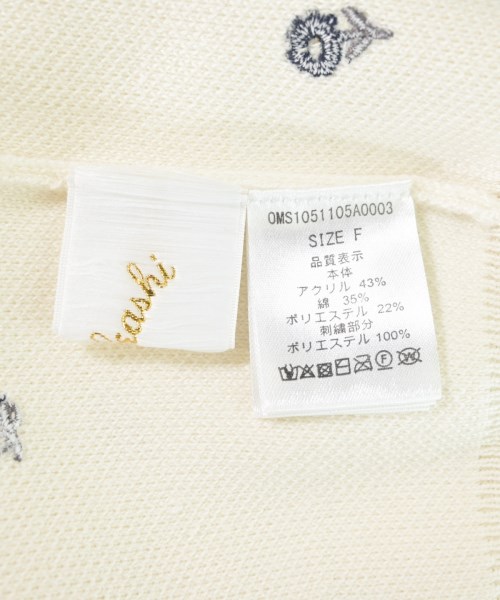 OMS1051105A0003
SIZE F
品質表示
本体
アクリル 43%
綿 35%
ポリエステル 22%
刺繍部分
ポリエステル 100%